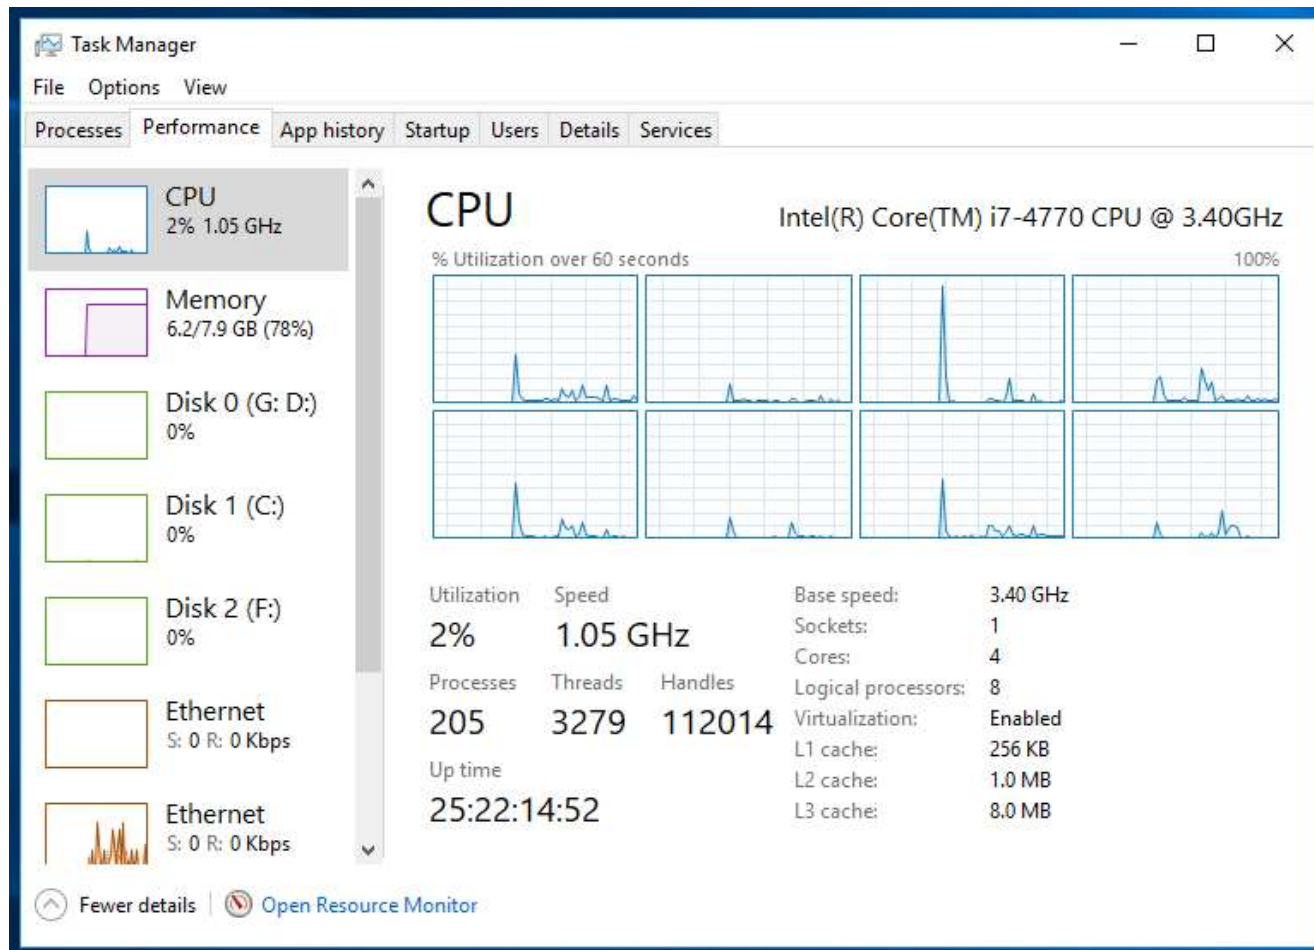 Task Manager
File Options View
Processes Performance App history Startup Users Details Services
CPU
2% 1.05 GHz
Memory
6.2/7.9 GB (78%)
Disk 0 (G: D:)
0%
Disk 1 (C:)
0%
Disk 2 (F:)
0%
Ethernet
S: 0 R: 0 Kbps
Ethernet
S: 0 R: 0 Kbps
CPU Intel(R) Core(TM) i7-4770 CPU @ 3.40GHz
% Utilization over 60 seconds 100%
Utilization Speed
2% 1.05 GHz
Processes Threads Handles
205 3279 112014
Up time
25:22:14:52
Base speed: 3.40 GHz
Sockets: 1
Cores: 4
Logical processors: 8
Virtualization: Enabled
L1 cache: 256 KB
L2 cache: 1.0 MB
L3 cache: 8.0 MB
Fewer details Open Resource Monitor